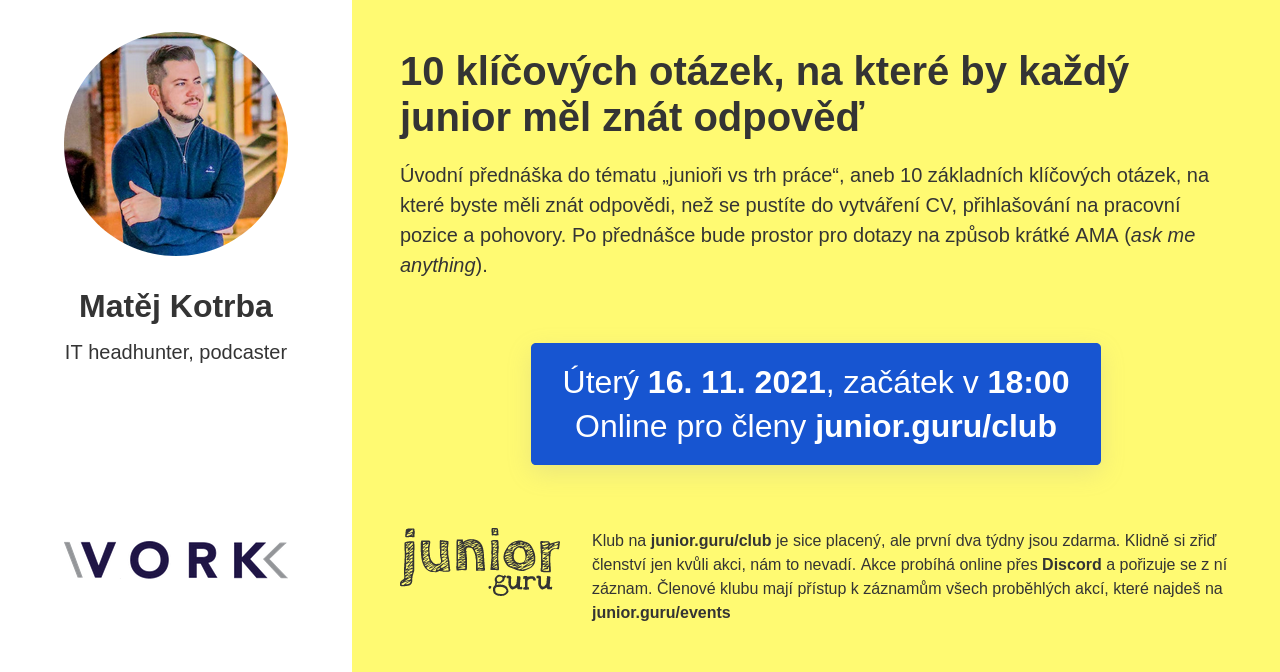 Matěj Kotrba
IT headhunter, podcaster
VORK
10 klíčových otázek, na které by každý
junior měl znát odpověď
Úvodní přednáška do tématu „junioři vs trh práce“, aneb 10 základních klíčových otázek, na
které byste měli znát odpovědi, než se pustíte do vytváření CV, přihlašování na pracovní
pozice a pohovory. Po přednášce bude prostor pro dotazy na způsob krátké AMA (ask me
anything).
Úterý 16. 11. 2021, začátek v 18:00
Online pro členy junior.guru/club
junior
.guru
Klub na junior.guru/club je sice placený, ale první dva týdny jsou zdarma. Klidně si zřiď
členství jen kvůli akci, nám to nevadí. Akce probíhá online přes Discord a pořizuje se z ní
záznam. Členové klubu mají přístup k záznamům všech proběhlých akcí, které najdeš na
junior.guru/events